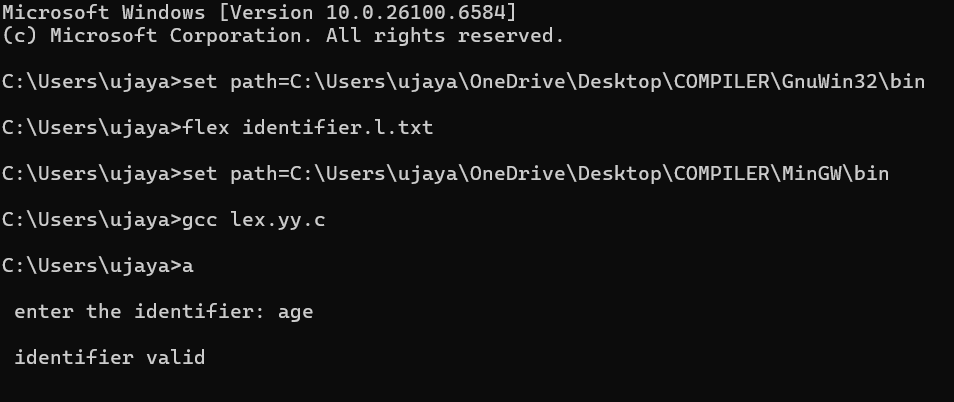 Microsoft Windows [Version 10.0.26100.6584]
(c) Microsoft Corporation. All rights reserved.
C:\Users\ujaya>set path=C:\Users\ujaya\OneDrive\Desktop\COMPILER\GnuWin32\bin
C:\Users\ujaya>flex identifier.l.txt
C:\Users\ujaya>set path=C:\Users\ujaya\OneDrive\Desktop\COMPILER\MinGW\bin
C:\Users\ujaya>gcc lex.yy.c
C:\Users\ujaya>a
enter the identifier: age
identifier valid